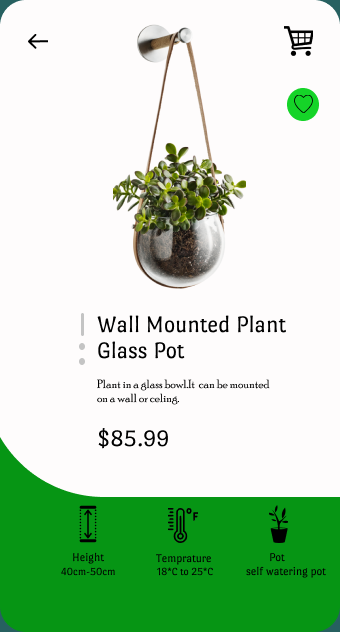 Wall Mounted Plant
Glass Pot
Plant in a glass bowl.It can be mounted
on a wall or celing.
$85.99
°F
Height
40cm-50cm
Temprature
18°C to 25°C
Pot
self watering pot